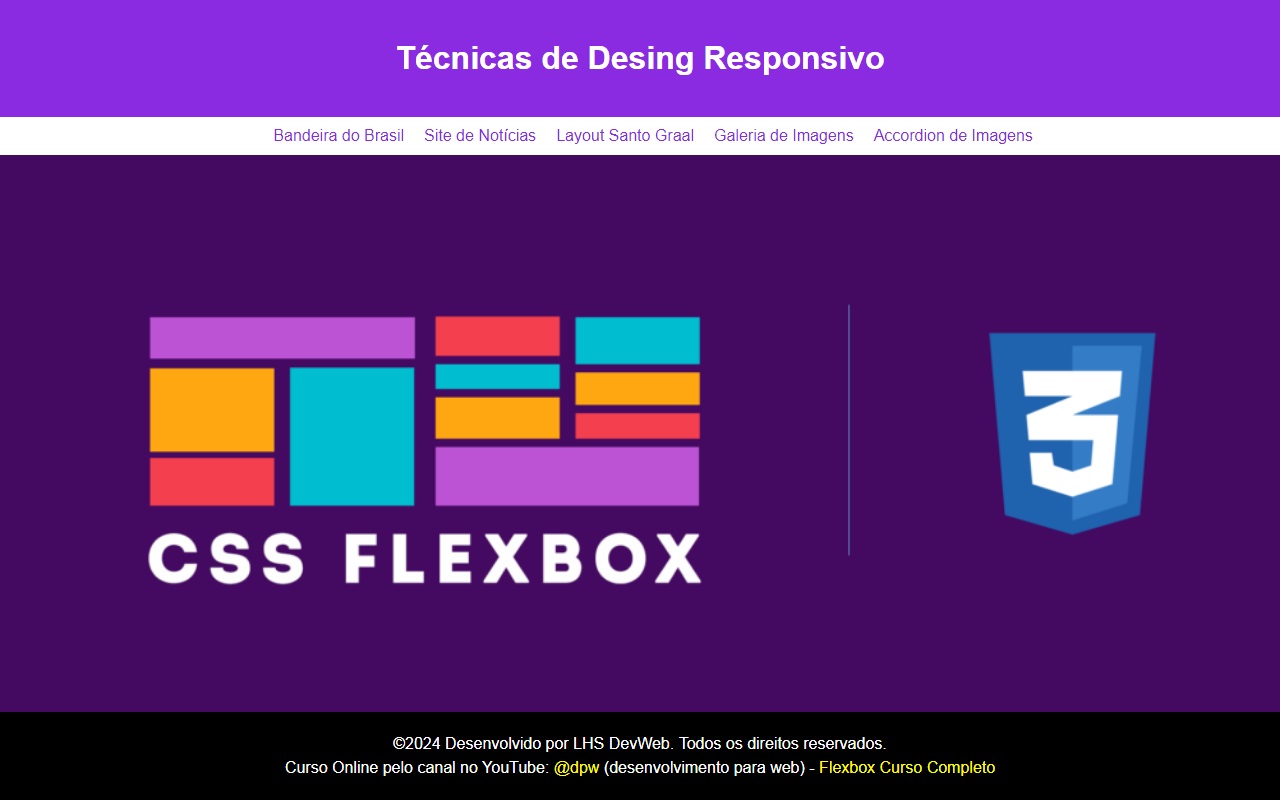 Técnicas de Desing Responsivo
Bandeira do Brasil Site de Notícias Layout Santo Graal Galeria de Imagens Accordion de Imagens
CSS FLEXBOX
3
©2024 Desenvolvido por LHS DevWeb. Todos os direitos reservados.
Curso Online pelo canal no YouTube: @dpw (desenvolvimento para web) - Flexbox Curso Completo